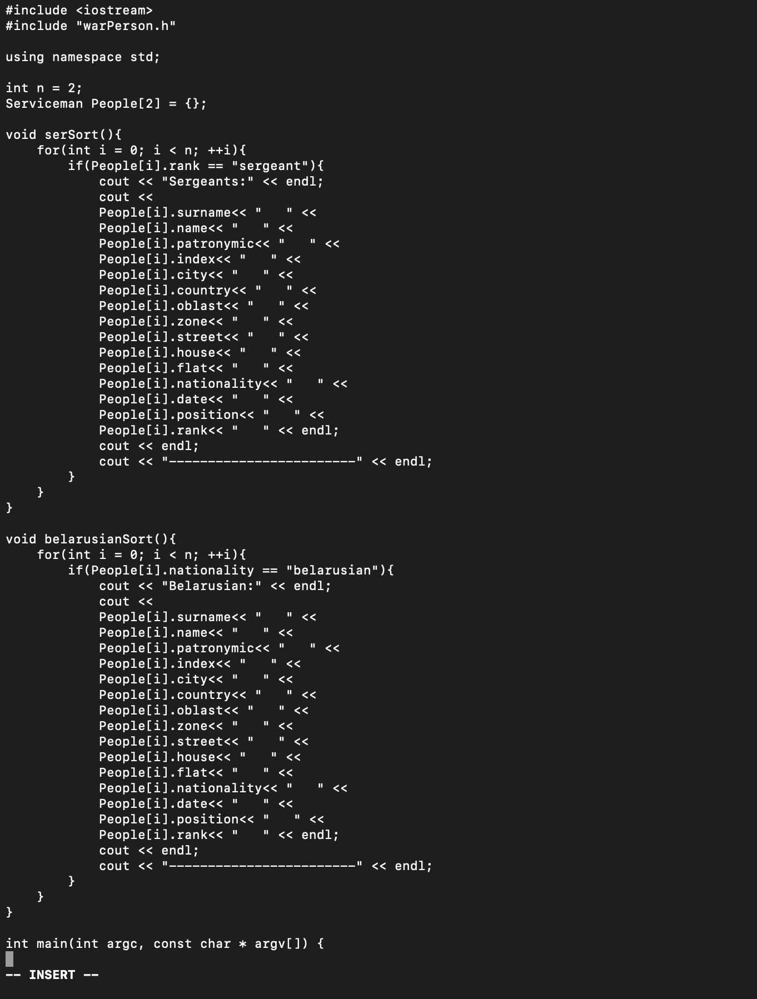 #include <iostream>
#include "warPerson.h"

using namespace std;

int n = 2;
Serviceman People[2] = {};

void serSort(){
    for(int i = 0; i < n; ++i){
        if(People[i].rank == "sergeant"){
            cout << "Sergeants:" << endl;
            cout <<
            People[i].surname<< "   " <<
            People[i].name<< "   " <<
            People[i].patronymic<< "   " <<
            People[i].index<< "   " <<
            People[i].city<< "   " <<
            People[i].country<< "   " <<
            People[i].oblast<< "   " <<
            People[i].zone<< "   " <<
            People[i].street<< "   " <<
            People[i].house<< "   " <<
            People[i].flat<< "   " <<
            People[i].nationality<< "   " <<
            People[i].date<< "   " <<
            People[i].position<< "   " <<
            People[i].rank<< "   " << endl;
            cout << endl;
            cout << "------------------------" << endl;
        }
    }
}

void belarusianSort(){
    for(int i = 0; i < n; ++i){
        if(People[i].nationality == "belarusian"){
            cout << "Belarusian:" << endl;
            cout <<
            People[i].surname<< "   " <<
            People[i].name<< "   " <<
            People[i].patronymic<< "   " <<
            People[i].index<< "   " <<
            People[i].city<< "   " <<
            People[i].country<< "   " <<
            People[i].oblast<< "   " <<
            People[i].zone<< "   " <<
            People[i].street<< "   " <<
            People[i].house<< "   " <<
            People[i].flat<< "   " <<
            People[i].nationality<< "   " <<
            People[i].date<< "   " <<
            People[i].position<< "   " <<
            People[i].rank<< "   " << endl;
            cout << endl;
            cout << "------------------------" << endl;
        }
    }
}

int main(int argc, const char * argv[]) {

-- INSERT --